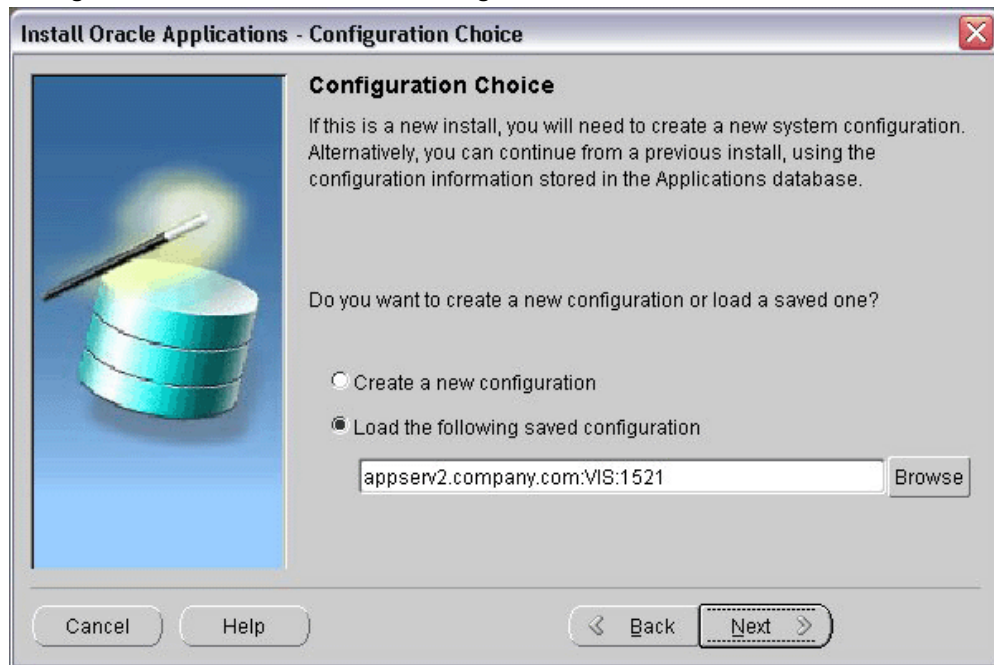 Install Oracle Applications - Configuration Choice
Configuration Choice
If this is a new install, you will need to create a new system configuration.
Alternatively, you can continue from a previous install, using the
configuration information stored in the Applications database.
Do you want to create a new configuration or load a saved one?
Create a new configuration
Load the following saved configuration
appserv2.company.com:VIS:1521 Browse
Cancel Help Back Next